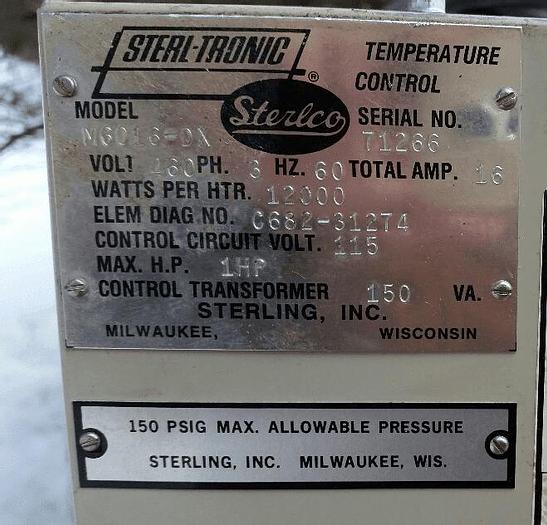 STERL-TRONIC ®
TEMPERATURE
CONTROL
Sterlco
MODEL M6016-DX
SERIAL NO. 71266
VOLT 460 PH. 3 HZ. 60 TOTAL AMP. 16
WATTS PER HTR. 12000
ELEM DIAG NO. C682-31274
CONTROL CIRCUIT VOLT. 115
MAX. H.P. 1HP
CONTROL TRANSFORMER 150 VA.
STERLING, INC.
MILWAUKEE, WISCONSIN
150 PSIG MAX. ALLOWABLE PRESSURE
STERLING, INC. MILWAUKEE, WIS.